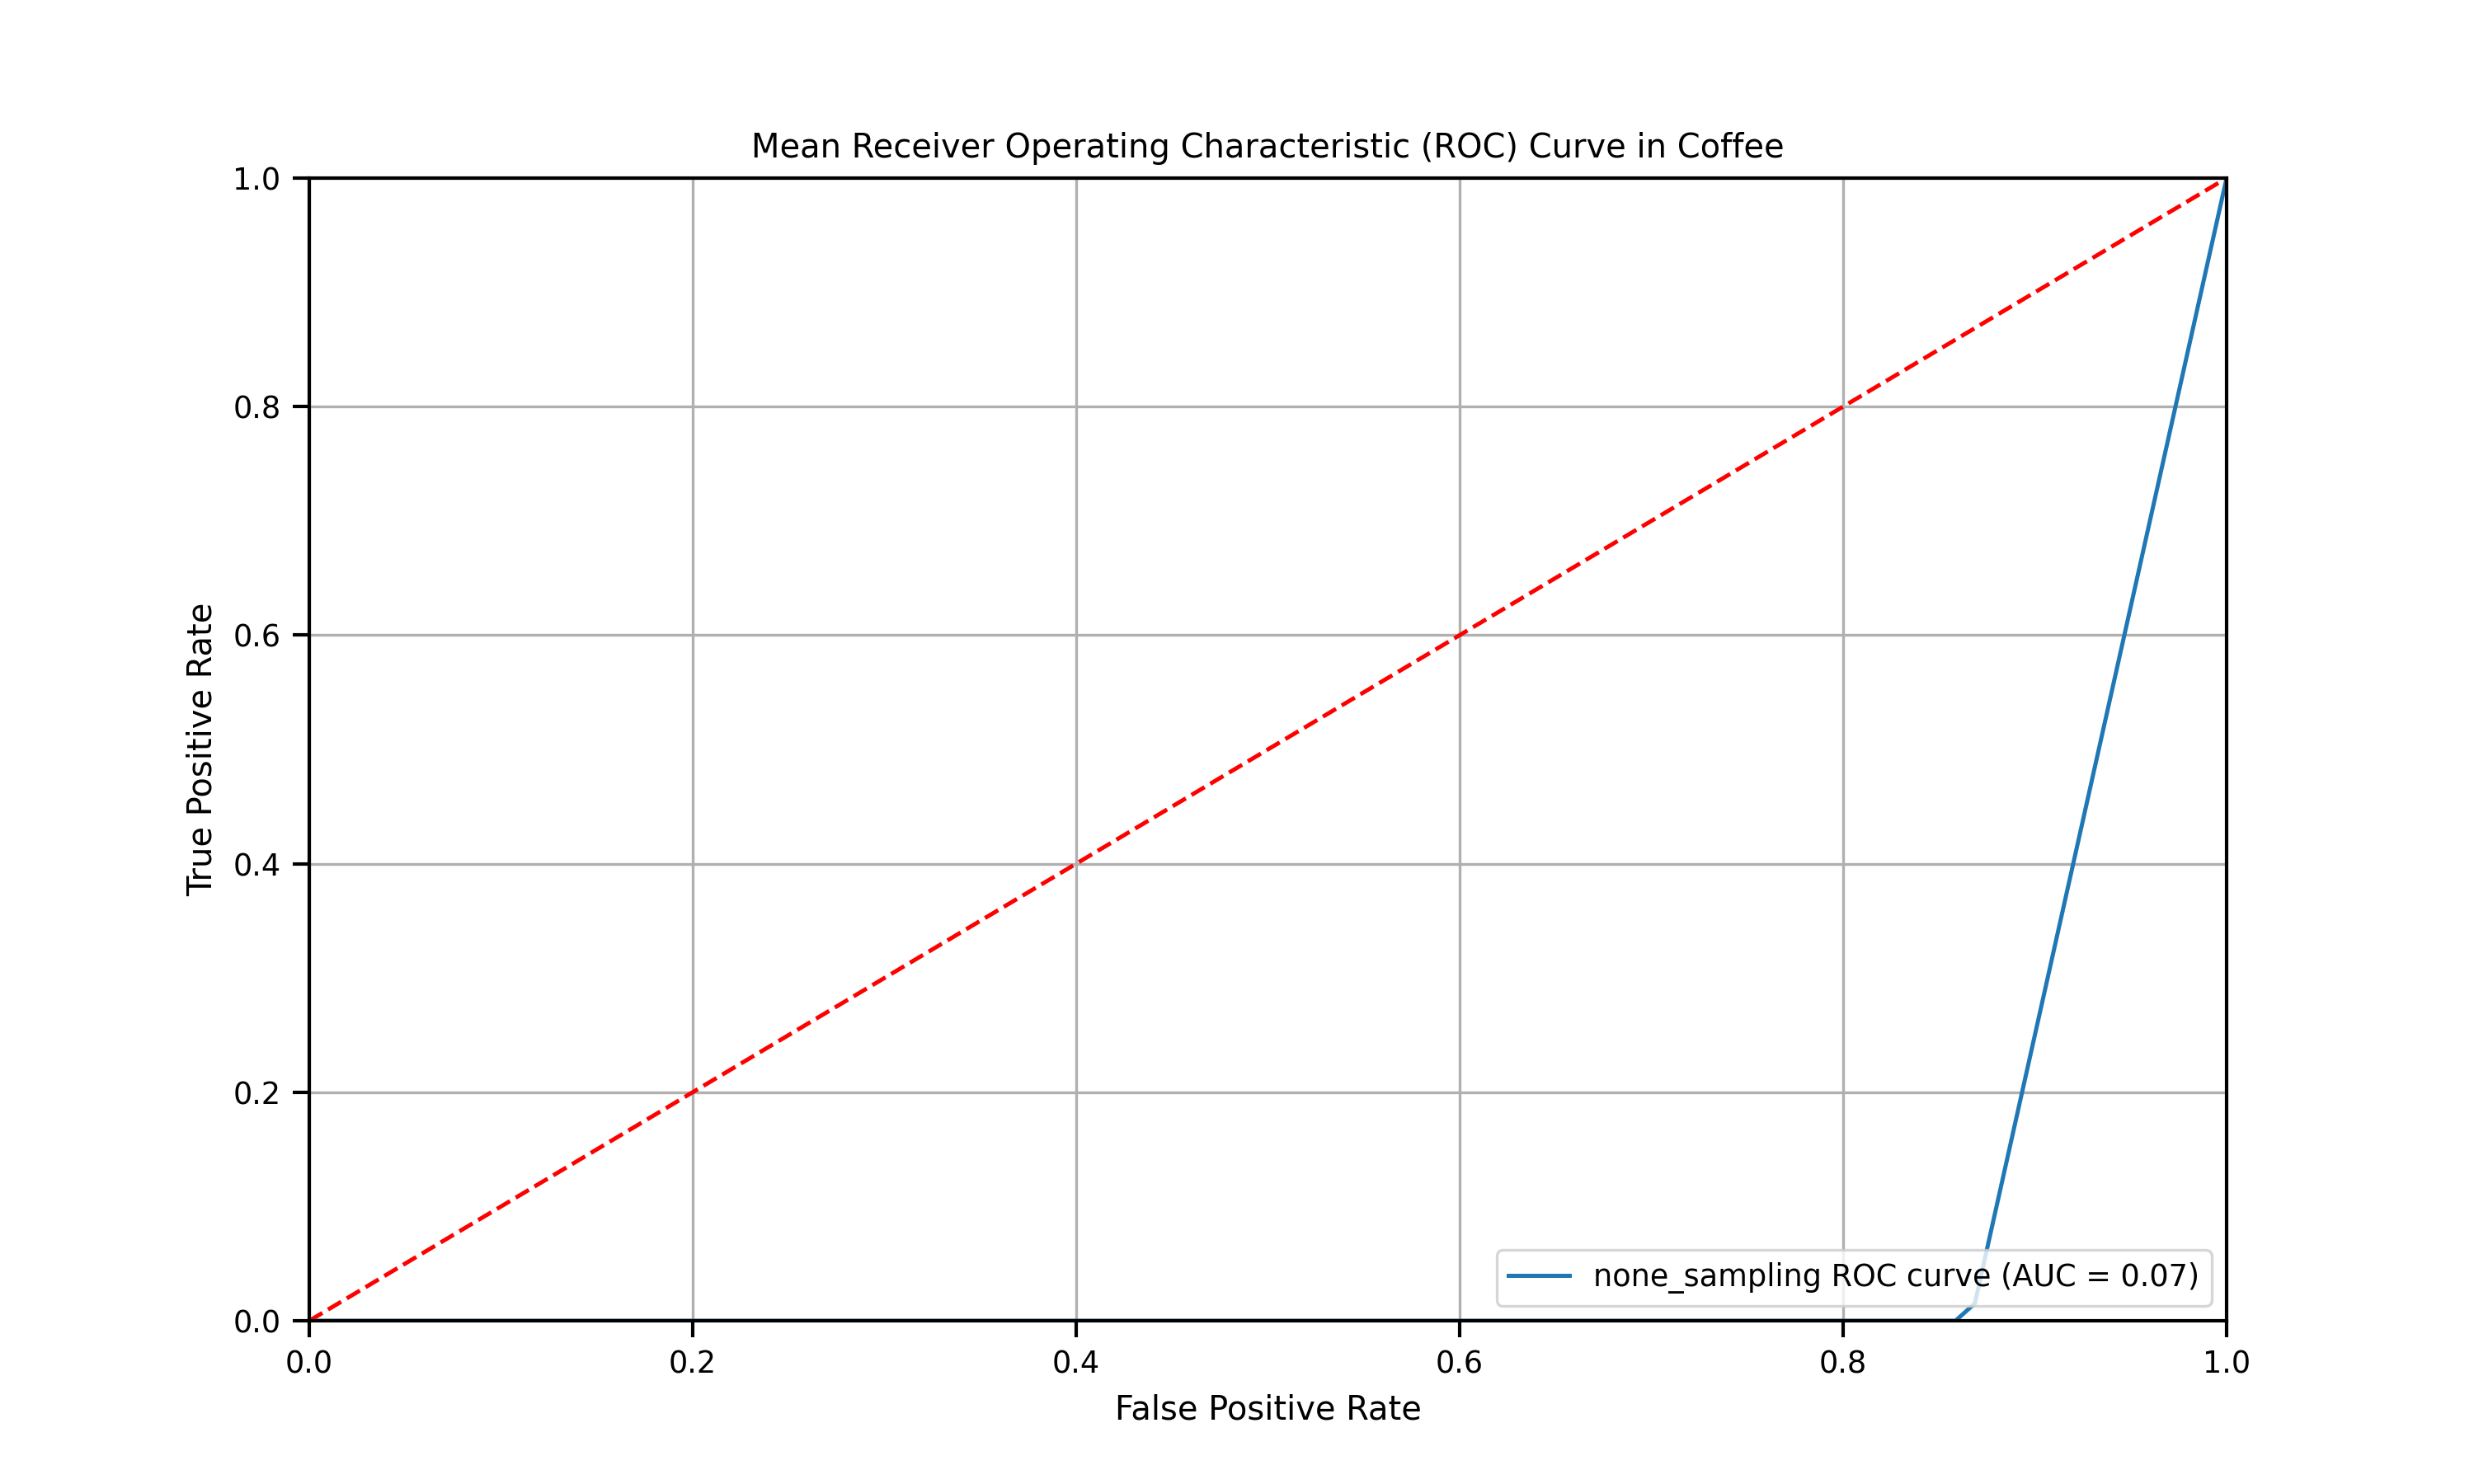 Mean Receiver Operating Characteristic (ROC) Curve in Coffee
1.0
0.8
0.6
0.4
0.2
0.0
True Positive Rate
none_sampling ROC curve (AUC = 0.07)
0.0 0.2 0.4 0.6 0.8 1.0
False Positive Rate